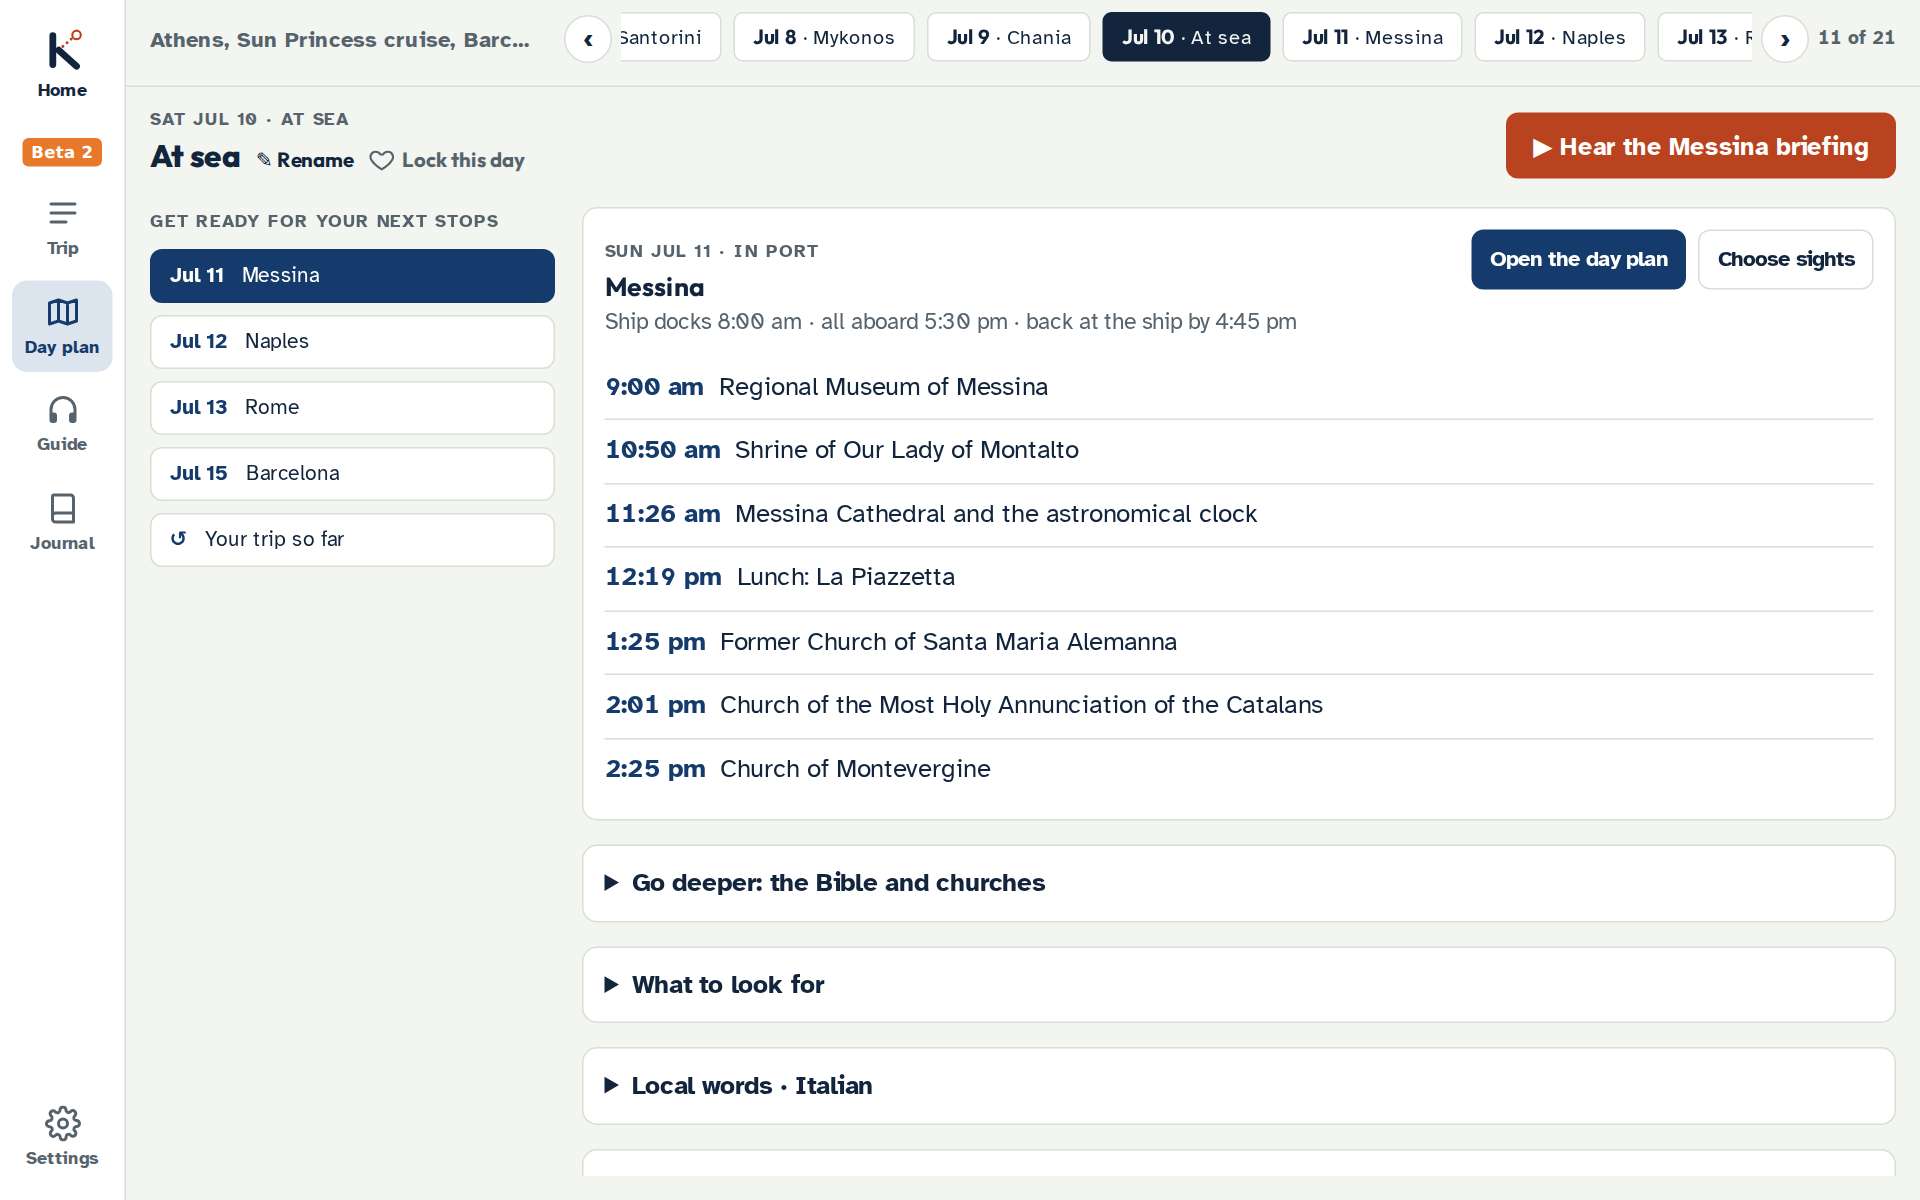 Home
Beta 2
Trip
Day plan
Guide
Journal
Settings
Athens, Sun Princess cruise, Barc...
‹
Santorini
Jul 8 · Mykonos
Jul 9 · Chania
Jul 10 · At sea
Jul 11 · Messina
Jul 12 · Naples
Jul 13 ·
›
11 of 21
SAT JUL 10 · AT SEA
At sea
✎ Rename
Lock this day
▶ Hear the Messina briefing
GET READY FOR YOUR NEXT STOPS
Jul 11 Messina
Jul 12 Naples
Jul 13 Rome
Jul 15 Barcelona
↺ Your trip so far
SUN JUL 11 · IN PORT
Messina
Ship docks 8:00 am · all aboard 5:30 pm · back at the ship by 4:45 pm
Open the day plan
Choose sights
9:00 am Regional Museum of Messina
10:50 am Shrine of Our Lady of Montalto
11:26 am Messina Cathedral and the astronomical clock
12:19 pm Lunch: La Piazzetta
1:25 pm Former Church of Santa Maria Alemanna
2:01 pm Church of the Most Holy Annunciation of the Catalans
2:25 pm Church of Montevergine
▶ Go deeper: the Bible and churches
▶ What to look for
▶ Local words · Italian